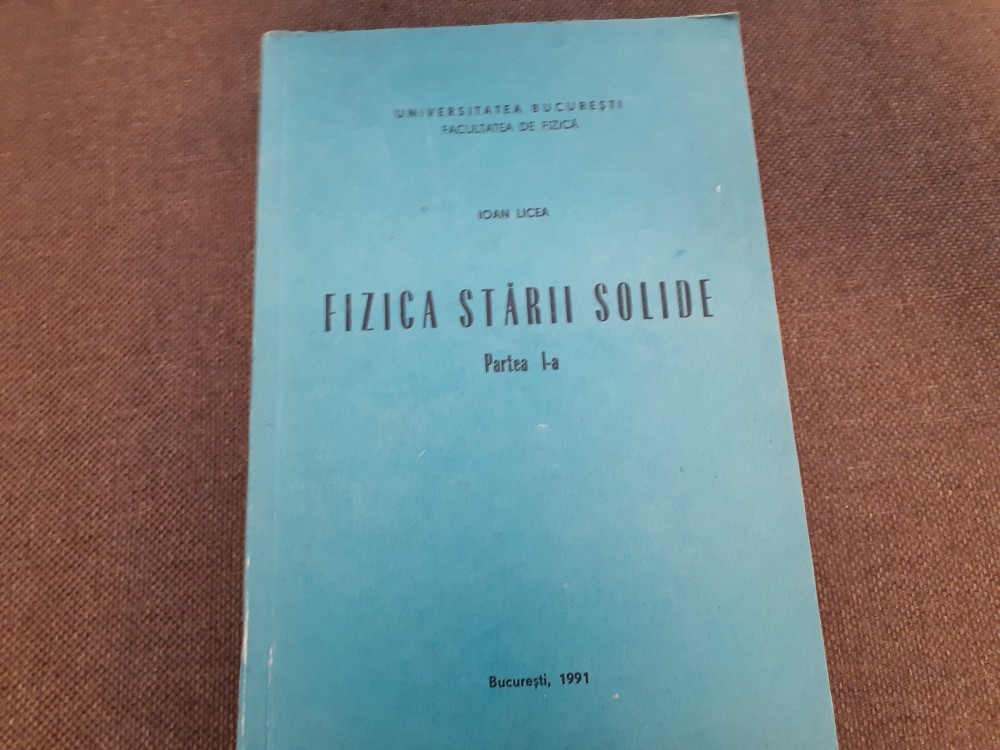 UNIVERSITATEA BUCUREȘTI
FACULTATEA DE FIZICĂ
IOAN LICEA
FIZICA STĂRII SOLIDE
Partea I-a
București, 1991